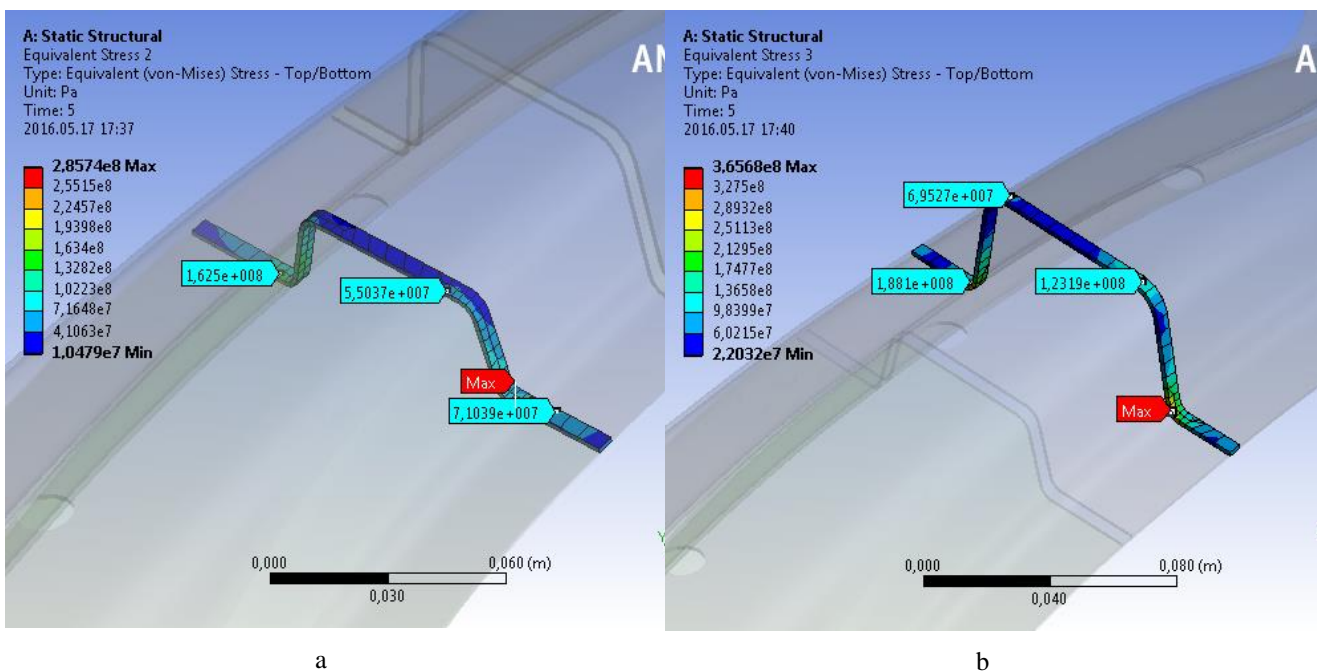 A: Static Structural
Equivalent Stress 2
Type: Equivalent (von-Mises) Stress - Top/Bottom
Unit: Pa
Time: 5
2016.05.17 17:37
2,8574e8 Max
2,5515e8
2,2457e8
1,9398e8
1,634e8
1,3282e8
1,0223e8
7,1648e7
4,1063e7
1,0479e7 Min
1,625e+008
5,5037e+007
Max
7,1039e+007
0,000
0,060 (m)
0,030
AN
Y
a
A: Static Structural
Equivalent Stress 3
Type: Equivalent (von-Mises) Stress - Top/Bottom
Unit: Pa
Time: 5
2016.05.17 17:40
3,6568e8 Max
3,275e8
2,8932e8
2,5113e8
2,1295e8
1,7477e8
1,3658e8
9,8399e7
6,0215e7
2,2032e7 Min
6,9527e+007
1,881e+008
1,2319e+008
Max
0,000
0,080 (m)
0,040
A
b